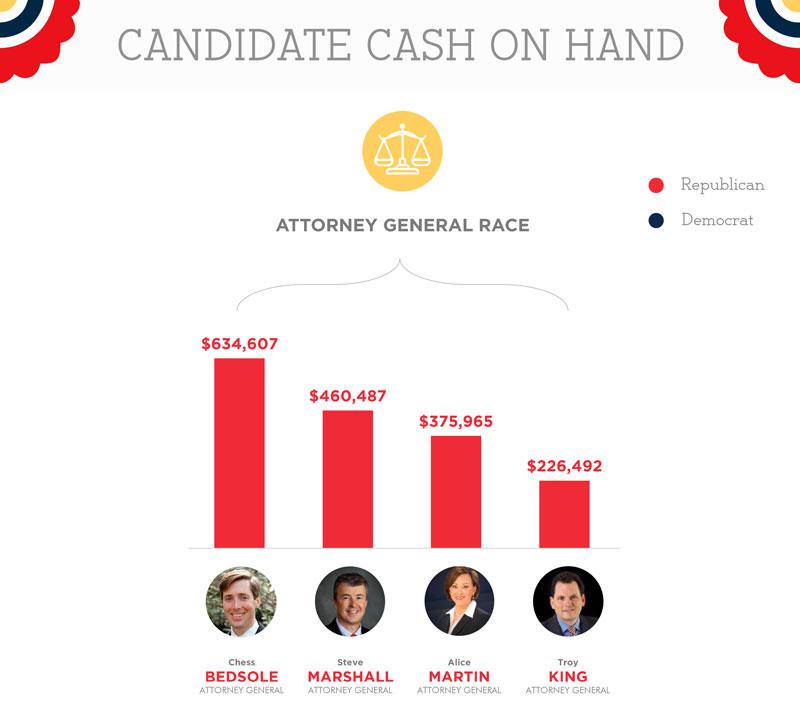 CANDIDATE CASH ON HAND
Republican
Democrat
ATTORNEY GENERAL RACE
$634,607
$460,487
$375,965
$226,492
Chess
BEDSOLE
ATTORNEY GENERAL
Steve
MARSHALL
ATTORNEY GENERAL
Alice
MARTIN
ATTORNEY GENERAL
Troy
KING
ATTORNEY GENERAL